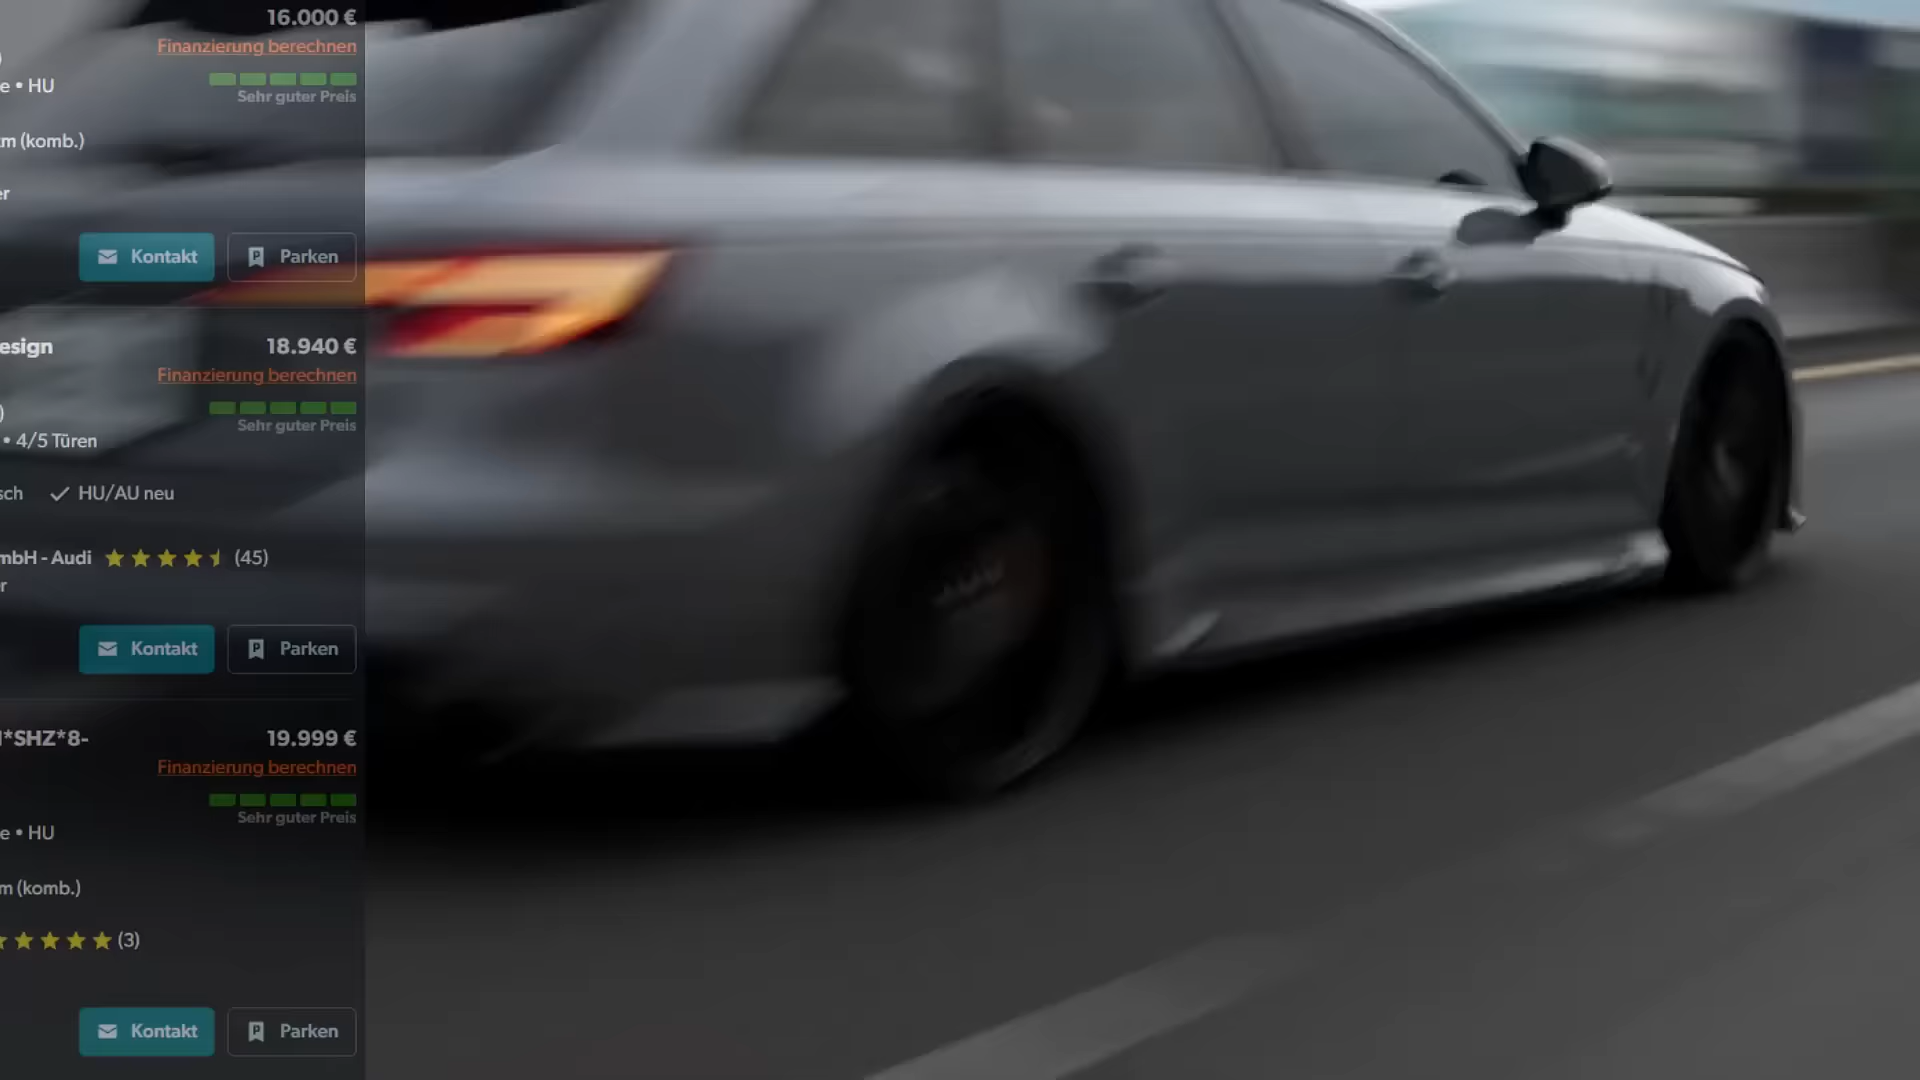 16.000 €
Finanzierung berechnen
)
e • HU
Sehr guter Preis
m (komb.)
er
Kontakt Parken
esign 18.940 €
Finanzierung berechnen
)
Sehr guter Preis
• 4/5 Türen
sch HU/AU neu
mbH - Audi (45)
r
Kontakt Parken
*SHZ*8- 19.999 €
Finanzierung berechnen
Sehr guter Preis
e • HU
m (komb.)
(3)
Kontakt Parken